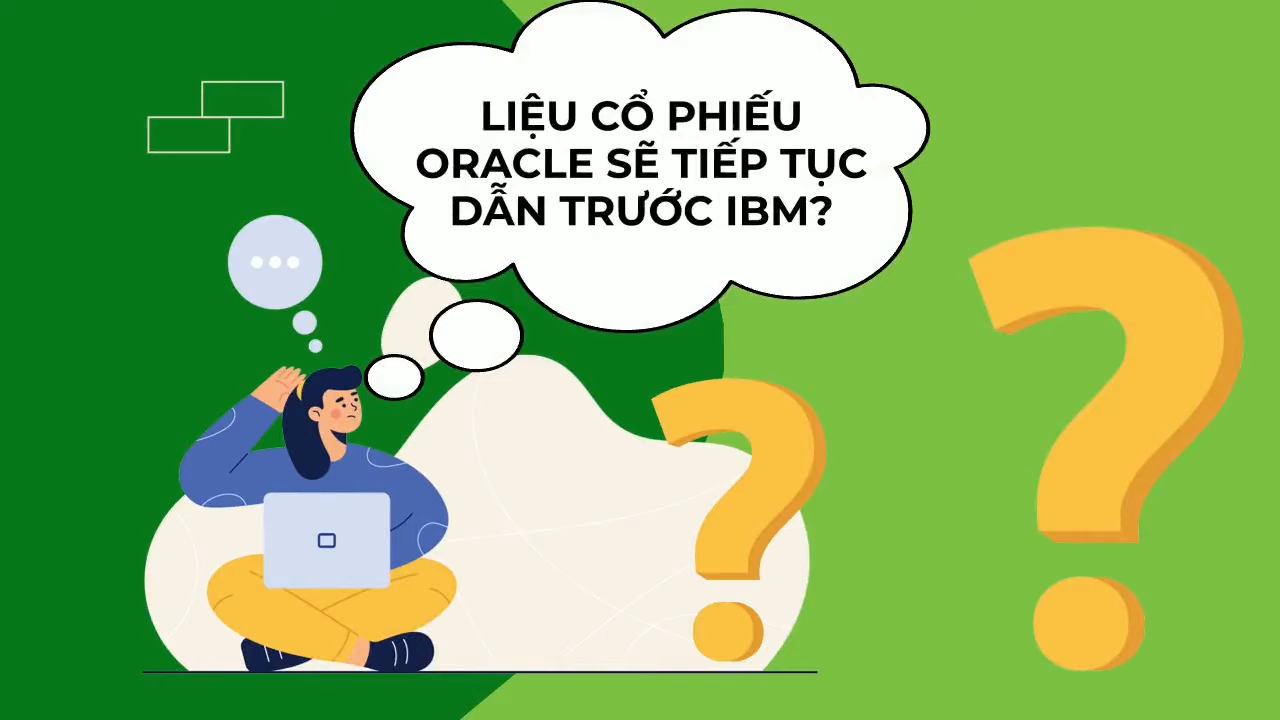 LIỆU CỔ PHIẾU
ORACLE SẼ TIẾP TỤC
DẪN TRƯỚC IBM?